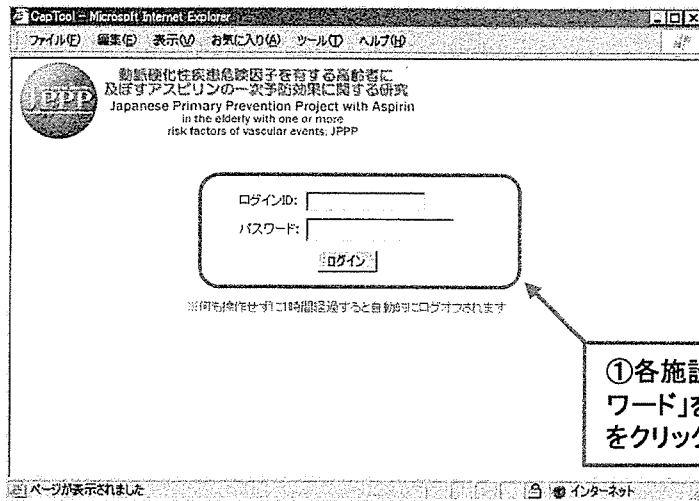 CapTool - Microsoft Internet Explorer
ファイル(F) 編集(E) 表示(V) お気に入り(A) ツール(T) ヘルプ(H)
JPPP
動脈硬化性疾患危険因子を有する高齢者に
及ぼすアスピリンの一次予防効果に関する研究
Japanese Primary Prevention Project with Aspirin
in the elderly with one or more
risk factors of vascular events; JPPP
ログインID:
パスワード:
ログイン
※何も操作せずに1時間経過すると自動的にログオフされます
①各施設
ワード」を
をクリック
ページが表示されました
インターネット